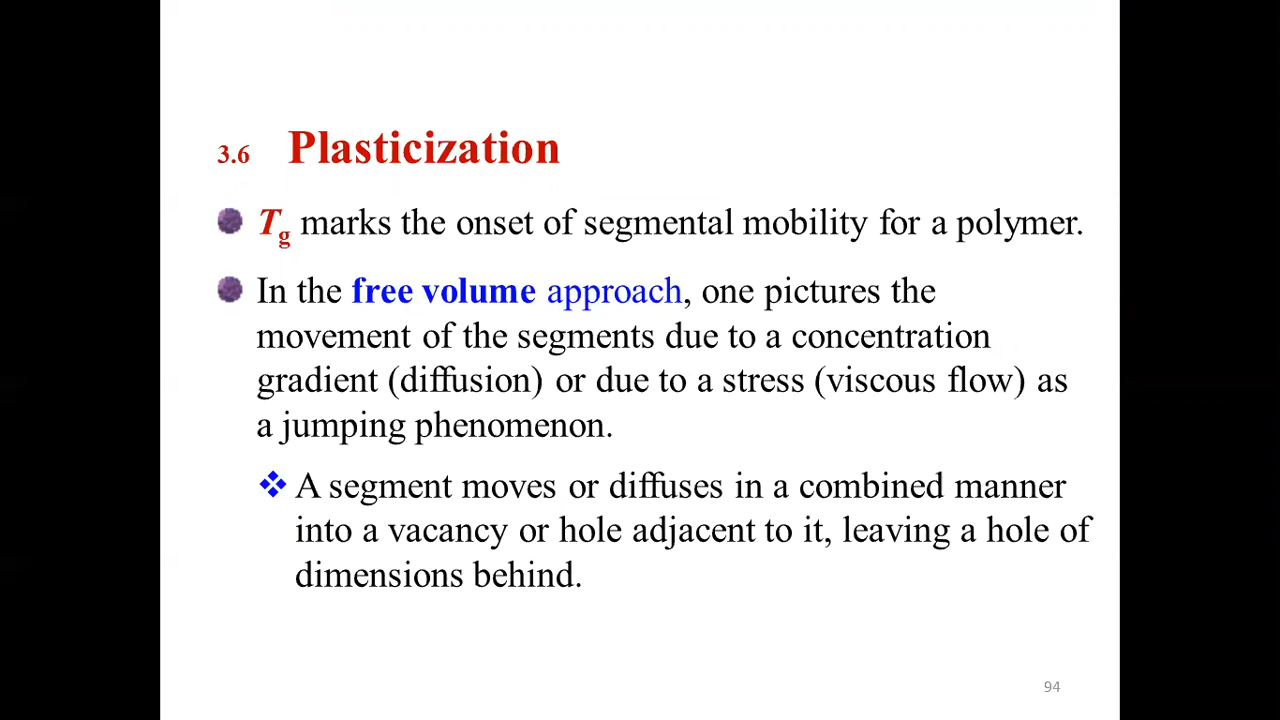 3.6 Plasticization
Tg marks the onset of segmental mobility for a polymer.
In the free volume approach, one pictures the
movement of the segments due to a concentration
gradient (diffusion) or due to a stress (viscous flow) as
a jumping phenomenon.
A segment moves or diffuses in a combined manner
into a vacancy or hole adjacent to it, leaving a hole of
dimensions behind.
94